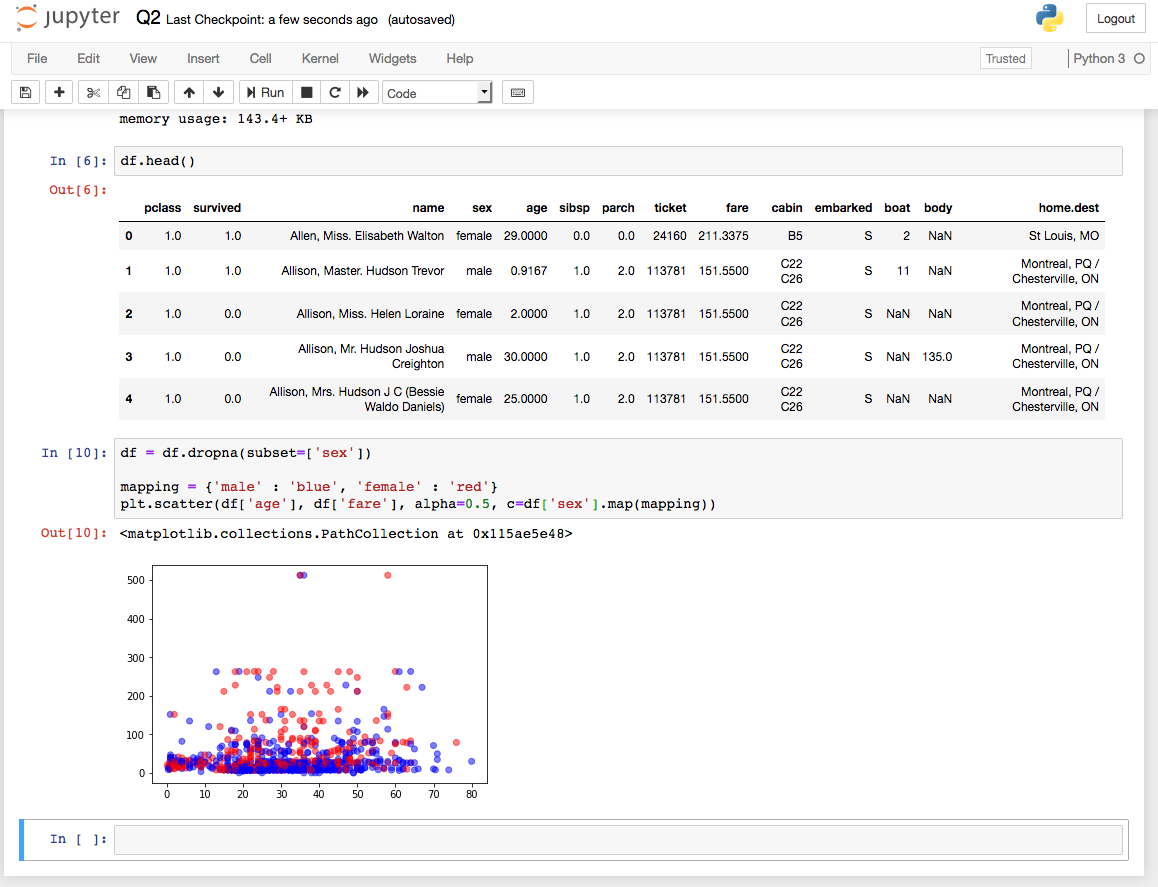 jupyter Q2 Last Checkpoint: a few seconds ago (autosaved)
Logout
File Edit View Insert Cell Kernel Widgets Help
Trusted
Python 3
Run
Code
memory usage: 143.4+ KB
In [6]: df.head()
Out[6]:
pclass survived name sex age sibsp parch ticket fare cabin embarked boat body home.dest
0 1.0 1.0 Allen, Miss. Elisabeth Walton female 29.0000 0.0 0.0 24160 211.3375 B5 S 2 NaN St Louis, MO
1 1.0 1.0 Allison, Master. Hudson Trevor male 0.9167 1.0 2.0 113781 151.5500 C22 C26 S 11 NaN Montreal, PQ / Chesterville, ON
2 1.0 0.0 Allison, Miss. Helen Loraine female 2.0000 1.0 2.0 113781 151.5500 C22 C26 S NaN NaN Montreal, PQ / Chesterville, ON
3 1.0 0.0 Allison, Mr. Hudson Joshua Creighton male 30.0000 1.0 2.0 113781 151.5500 C22 C26 S NaN 135.0 Montreal, PQ / Chesterville, ON
4 1.0 0.0 Allison, Mrs. Hudson J C (Bessie Waldo Daniels) female 25.0000 1.0 2.0 113781 151.5500 C22 C26 S NaN NaN Montreal, PQ / Chesterville, ON
In [10]: df = df.dropna(subset=['sex'])
mapping = {'male' : 'blue', 'female' : 'red'}
plt.scatter(df['age'], df['fare'], alpha=0.5, c=df['sex'].map(mapping))
Out[10]: <matplotlib.collections.PathCollection at 0x115ae5e48>
500
400
300
200
100
0
0 10 20 30 40 50 60 70 80
In [ ]: